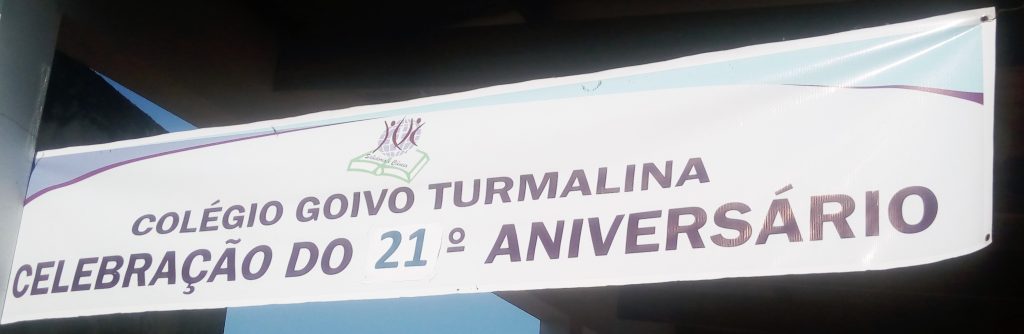 COLÉGIO GOIVO TURMALINA
CELEBRAÇÃO DO 21º ANIVERSÁRIO